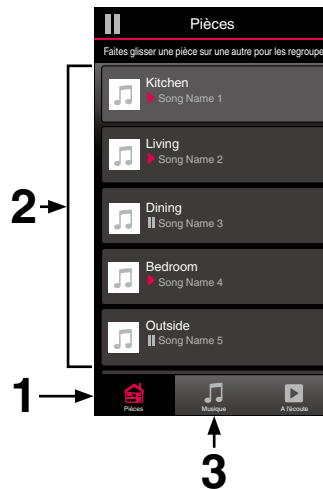 Pièces
Faites glisser une pièce sur une autre pour les regroupe
Kitchen
Song Name 1
Living
Song Name 2
Dining
Song Name 3
Bedroom
Song Name 4
Outside
Song Name 5
2
1
Pièces
Musique
A l'écoute
3